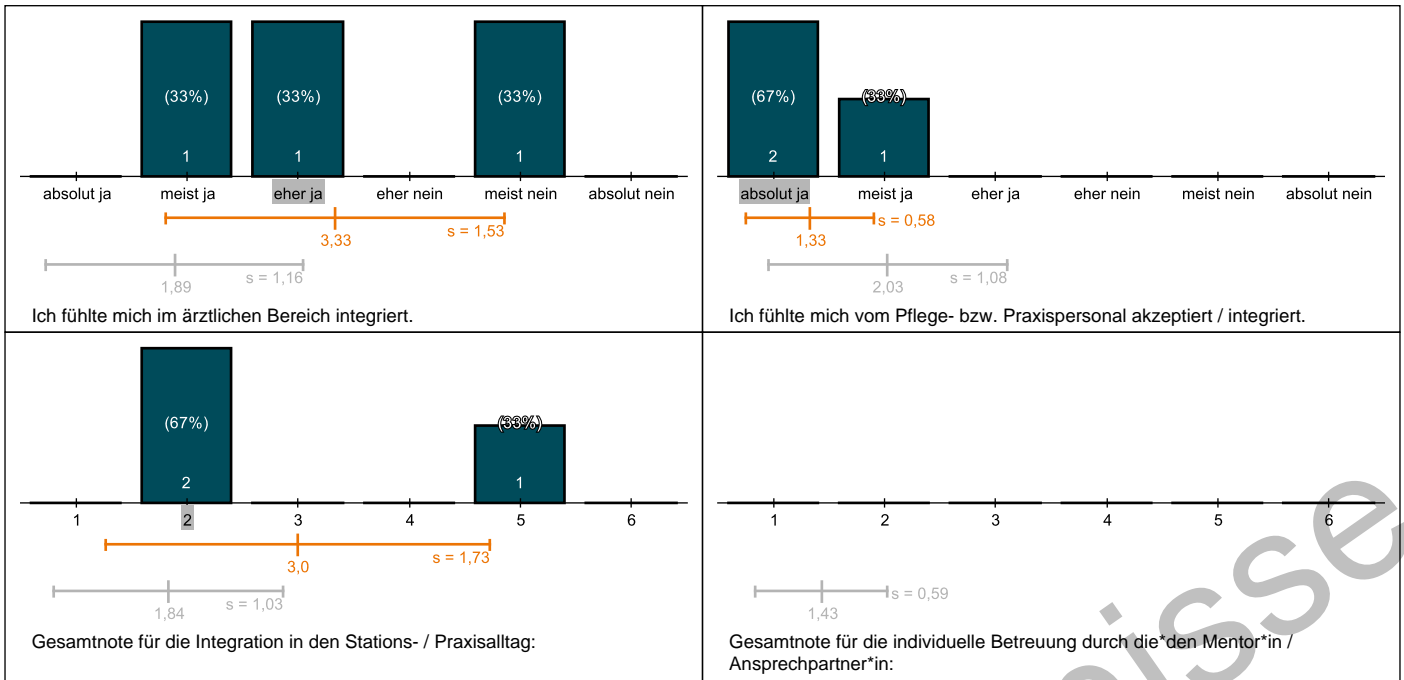 (33%) (33%) (33%)
1 1 1
absolut ja meist ja eher ja eher nein meist nein absolut nein
s = 1,53
3,33
s = 1,16
1,89
Ich fühlte mich im ärztlichen Bereich integriert.
(67%) (33%)
2 1
absolut ja meist ja eher ja eher nein meist nein absolut nein
s = 0,58
1,33
s = 1,08
2,03
Ich fühlte mich vom Pflege- bzw. Praxispersonal akzeptiert / integriert.
(67%) (33%)
2 1
1 2 3 4 5 6
s = 1,73
3,0
s = 1,03
1,84
Gesamtnote für die Integration in den Stations- / Praxisalltag:
1 2 3 4 5 6
s = 0,59
1,43
Gesamtnote für die individuelle Betreuung durch die*den Mentor*in /
Ansprechpartner*in:
isse